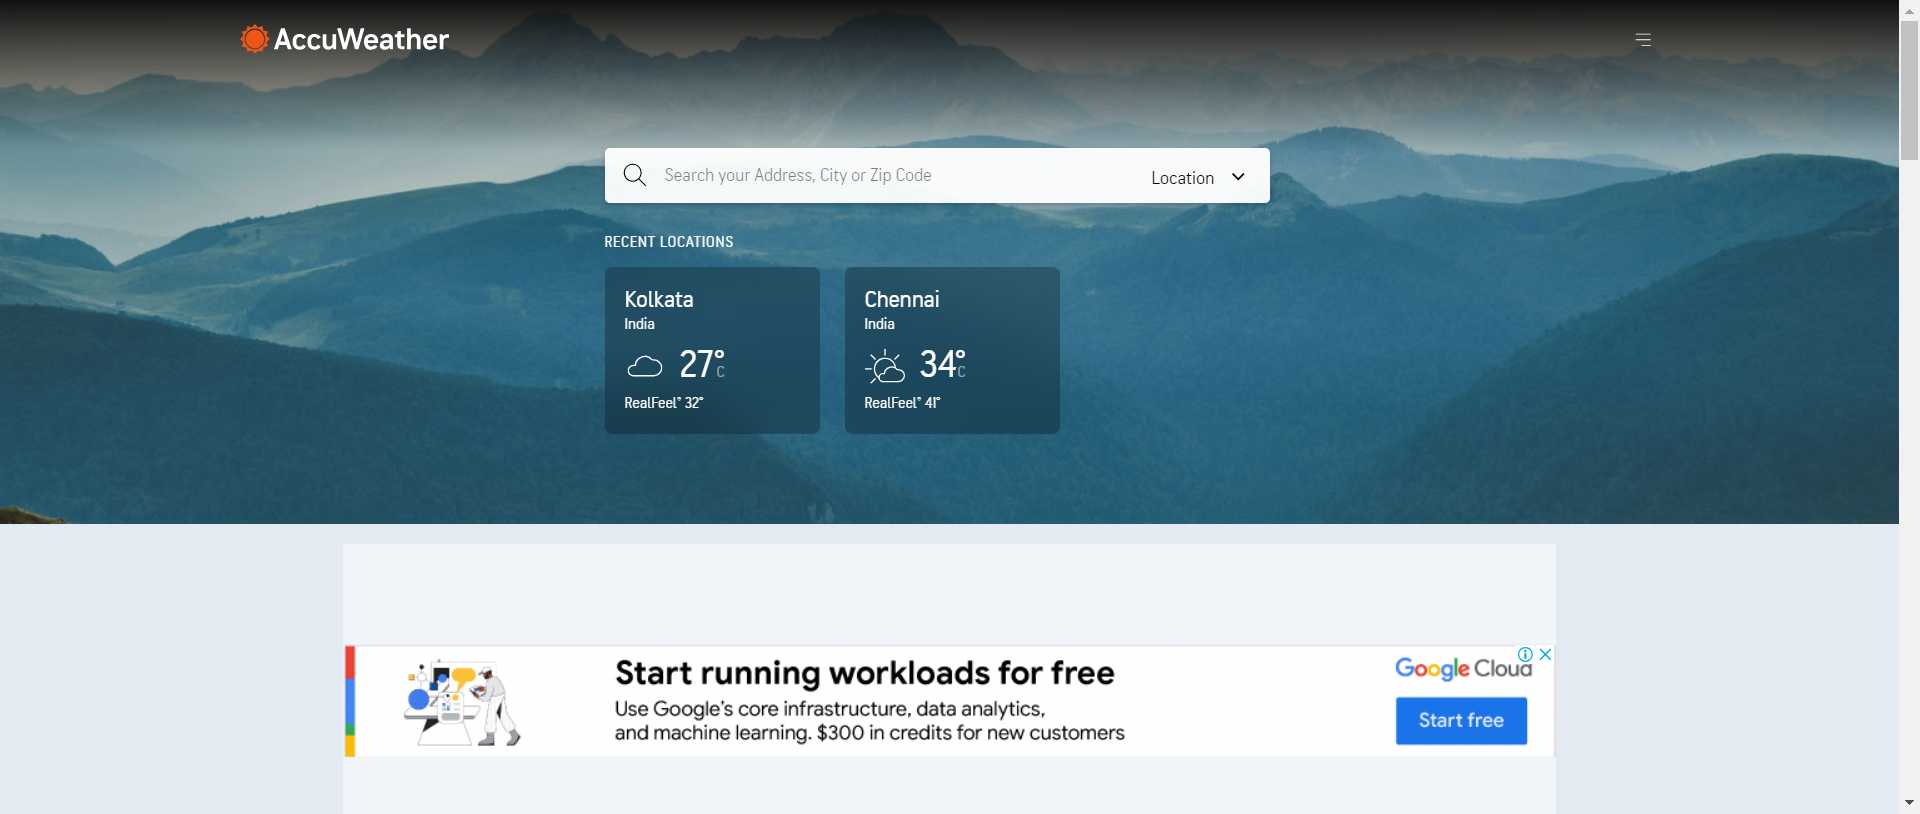 AccuWeather
Search your Address, City or Zip Code
Location
RECENT LOCATIONS
Kolkata
India
27°C
RealFeel® 32°
Chennai
India
34°C
RealFeel® 41°
Start running workloads for free
Use Google's core infrastructure, data analytics,
and machine learning. $300 in credits for new customers
Google Cloud
Start free